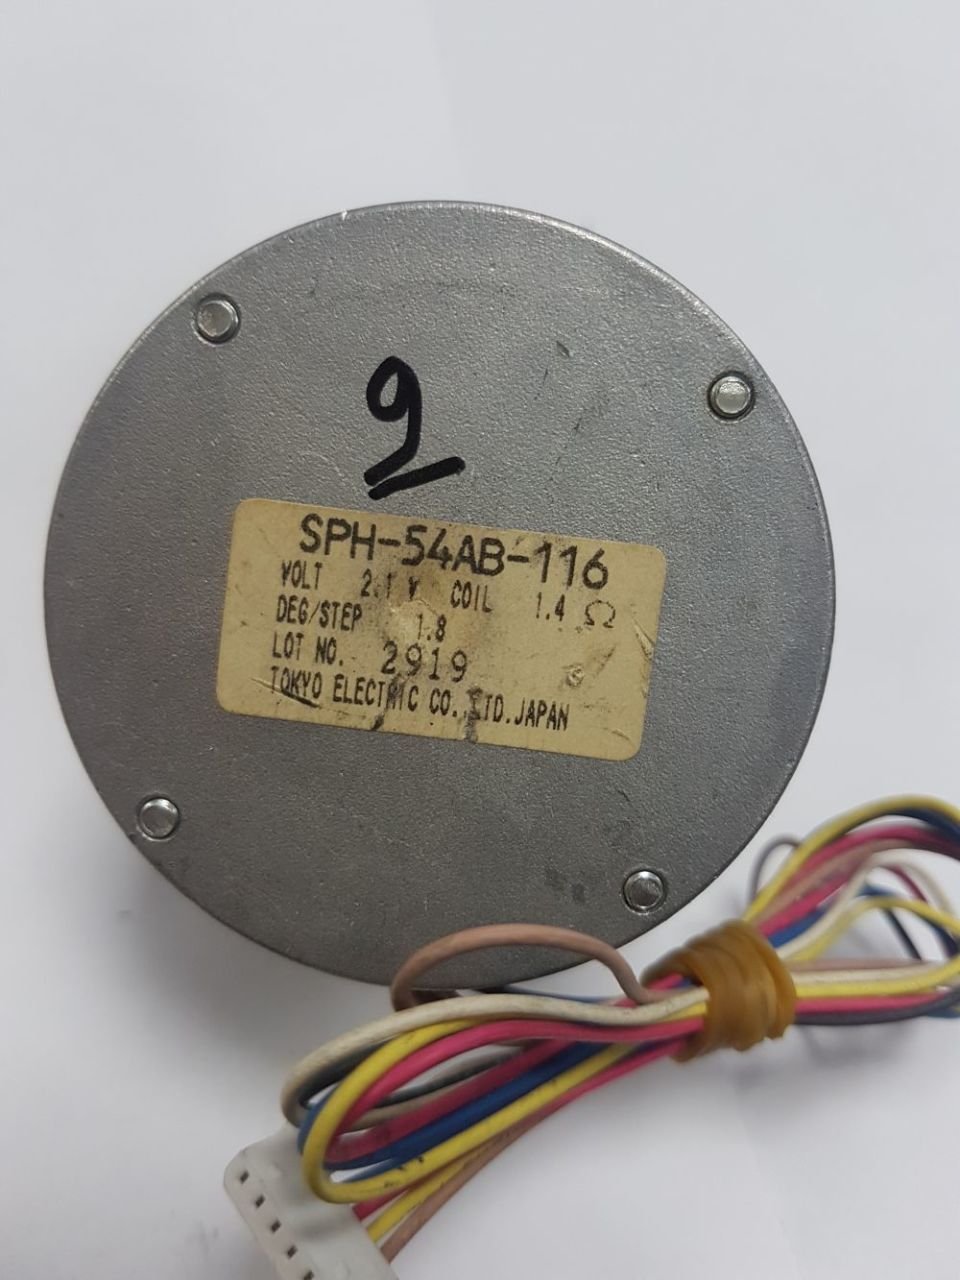 9
SPH-54AB-116
VOLT 2.1 V COIL 1.4 Ω
DEG/STEP 1.8
LOT NO. 2919
TOKYO ELECTRIC CO.,LTD.JAPAN